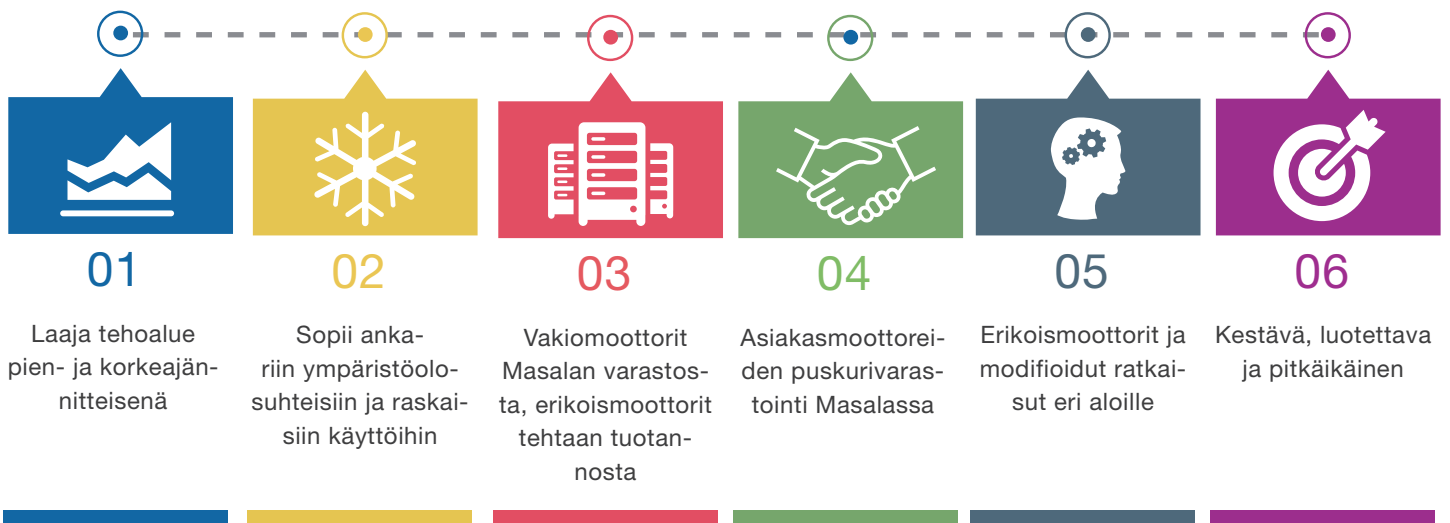 01
Laaja tehoalue
pien- ja korkeajän-
nitteisenä
02
Sopii anka-
riin ympäristöolo-
suhteisiin ja raskai-
siin käyttöihin
03
Vakiomoottorit
Masalan varastos-
ta, erikoismoottorit
tehtaan tuotan-
nosta
04
Asiakasmoottorei-
den puskurivaras-
tointi Masalassa
05
Erikoismoottorit ja
modifioidut ratkai-
sut eri aloille
06
Kestävä, luotettava
ja pitkäikäinen